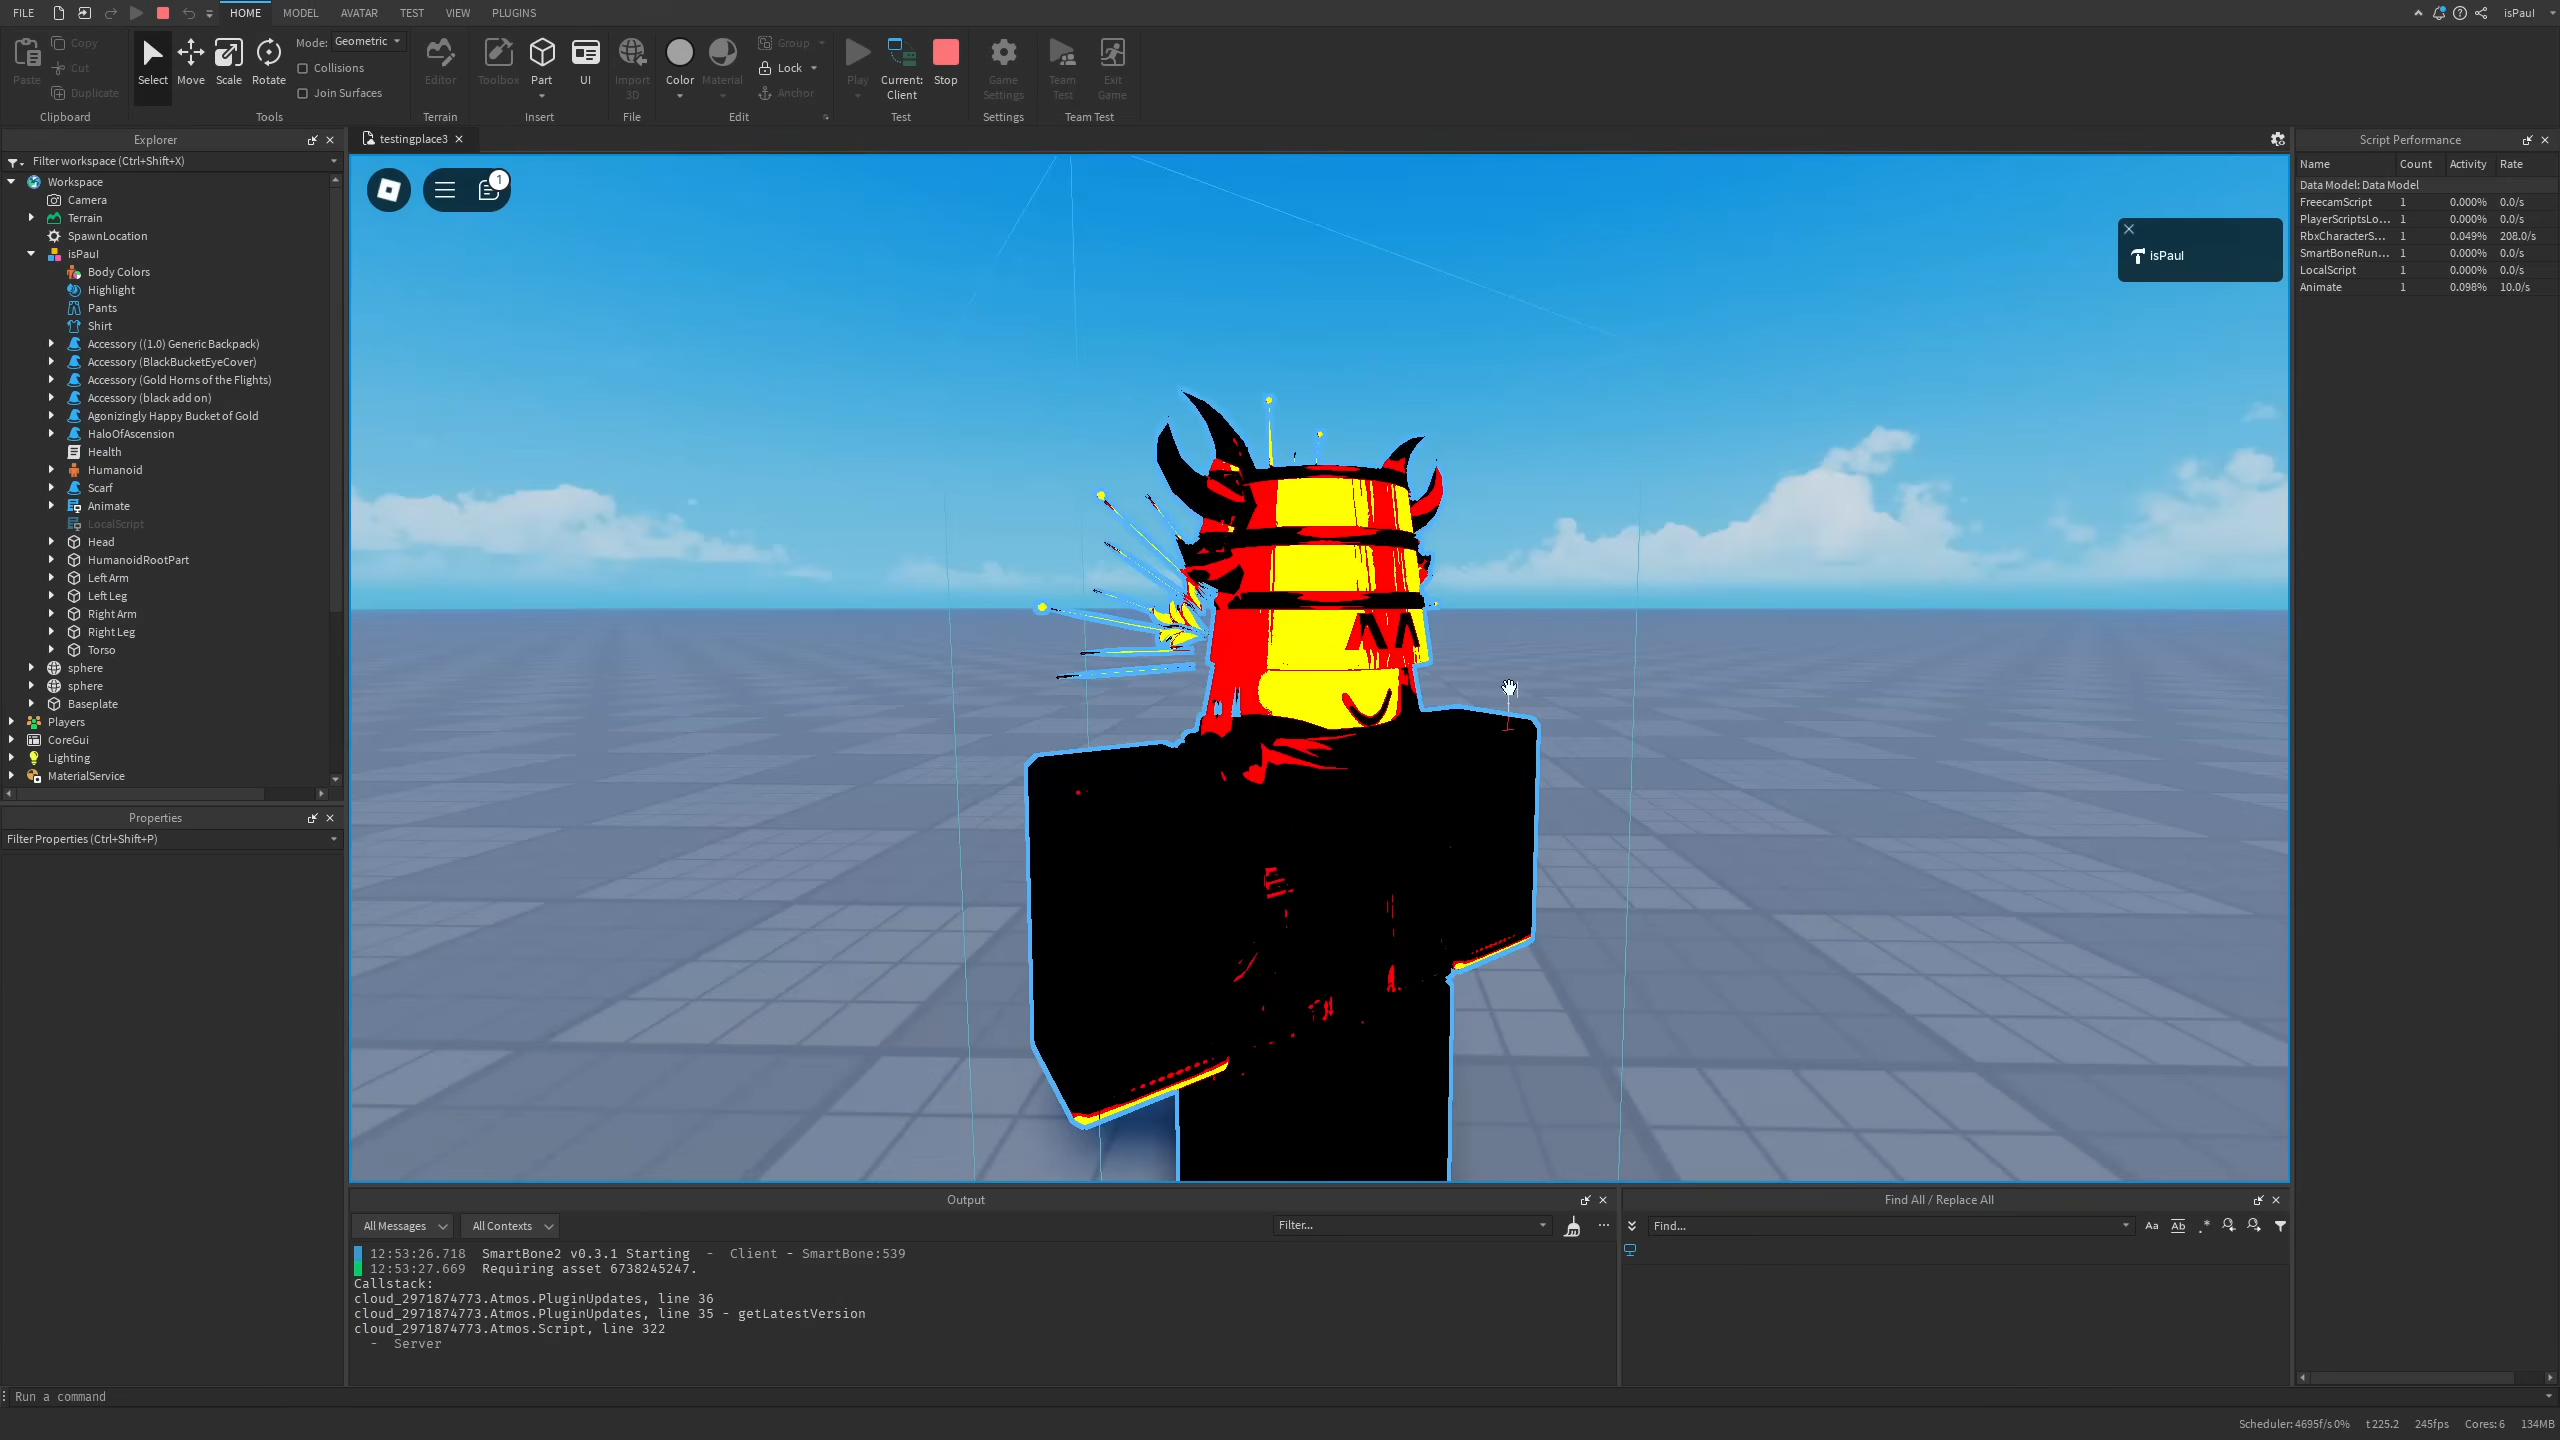 FILE HOME MODEL AVATAR TEST VIEW PLUGINS isPaul
Paste
Copy
Cut
Duplicate
Clipboard
Select Move Scale Rotate
Mode: Geometric
Collisions
Join Surfaces
Tools
Editor
Terrain
Toolbox Part UI
Insert
Import
3D
File
Color Material
Group
Lock
Anchor
Edit
Play
Current:
Client
Stop
Test
Game
Settings
Settings
Team
Test
Exit
Game
Team Test
Explorer
Filter workspace (Ctrl+Shift+X)
Workspace
Camera
Terrain
SpawnLocation
isPaul
Body Colors
Highlight
Pants
Shirt
Accessory ((1.0) Generic Backpack)
Accessory (BlackBucketEyeCover)
Accessory (Gold Horns of the Flights)
Accessory (black add on)
Agonizingly Happy Bucket of Gold
HaloOfAscension
Health
Humanoid
Scarf
Animate
LocalScript
Head
HumanoidRootPart
Left Arm
Left Leg
Right Arm
Right Leg
Torso
sphere
sphere
Baseplate
Players
CoreGui
Lighting
MaterialService
Properties
Filter Properties (Ctrl+Shift+P)
testingplace3
1
isPaul
Script Performance
Name Count Activity Rate
Data Model: Data Model
FreecamScript 1 0.000% 0.0/s
PlayerScriptsLo... 1 0.000% 0.0/s
RbxCharacterS... 1 0.049% 208.0/s
SmartBoneRun... 1 0.000% 0.0/s
LocalScript 1 0.000% 0.0/s
Animate 1 0.098% 10.0/s
Output
All Messages All Contexts Filter...
12:53:26.718 SmartBone2 v0.3.1 Starting - Client - SmartBone:539
12:53:27.669 Requiring asset 6738245247.
Callstack:
cloud_2971874773.Atmos.PluginUpdates, line 36
cloud_2971874773.Atmos.PluginUpdates, line 35 - getLatestVersion
cloud_2971874773.Atmos.Script, line 322
- Server
Find All / Replace All
Find... Aa Ab .*
Run a command
Scheduler: 4695f/s 0% t 225.2 245fps Cores: 6 134MB